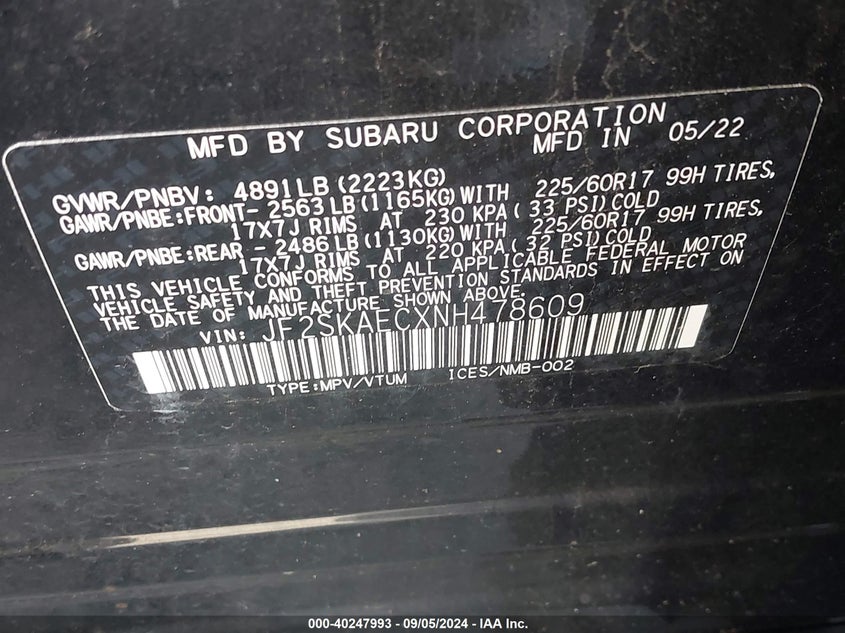 MFD BY SUBARU CORPORATION
MFD IN 05/22
GVWR/PNBV: 4891LB(2223KG)
GAWR/PNBE:FRONT- 2563LB(1165KG)WITH 225/60R17 99H TIRES,
17X7J RIMS AT 230 KPA( 33 PSI)COLD
GAWR/PNBE:REAR - 2486LB(1130KG)WITH 225/60R17 99H TIRES,
17X7J RIMS AT 220 KPA( 32 PSI)COLD
THIS VEHICLE CONFORMS TO ALL APPLICABLE FEDERAL MOTOR
VEHICLE SAFETY AND THEFT PREVENTION STANDARDS IN EFFECT ON
THE DATE OF MANUFACTURE SHOWN ABOVE.
VIN: JF2SKAECXNH478609
TYPE:MPV/VTUM ICES/NMB-002
000-40247993 - 09/05/2024 - IAA Inc.